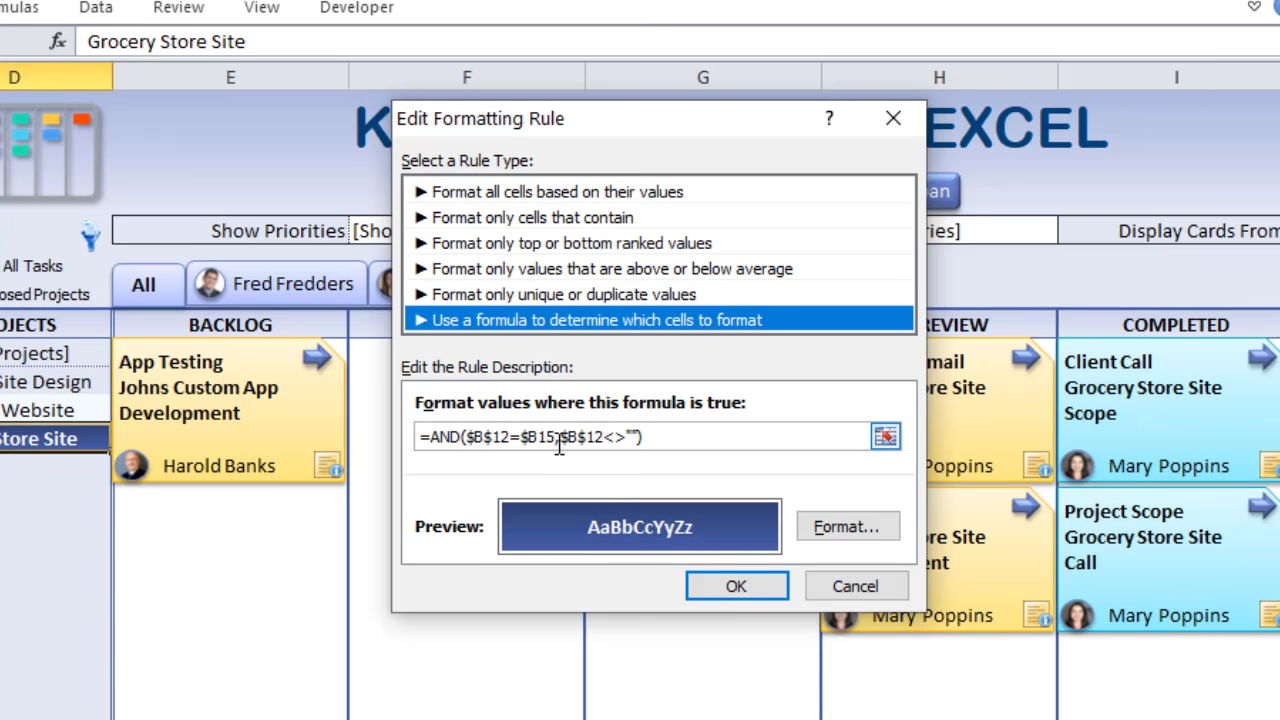 mulas Data Review View Developer
fx Grocery Store Site
D E F G H I
K EXCEL
an
Show Priorities [Sho ies] Display Cards From
All Tasks
osed Projects
All Fred Fredders
OJECTS BACKLOG REVIEW COMPLETED
Projects]
Site Design
Website
Store Site
App Testing
Johns Custom App
Development
Harold Banks
Edit Formatting Rule ?
Select a Rule Type:
► Format all cells based on their values
► Format only cells that contain
► Format only top or bottom ranked values
► Format only values that are above or below average
► Format only unique or duplicate values
► Use a formula to determine which cells to format
Edit the Rule Description:
Format values where this formula is true:
=AND($B$12=$B15,$B$12<>"")
Preview: AaBbCcYyZz Format...
OK Cancel
mail
re Site
Poppins
re Site
nt
Mary Poppins
Client Call
Grocery Store Site
Scope
Mary Poppins
Project Scope
Grocery Store Site
Call
Mary Poppins